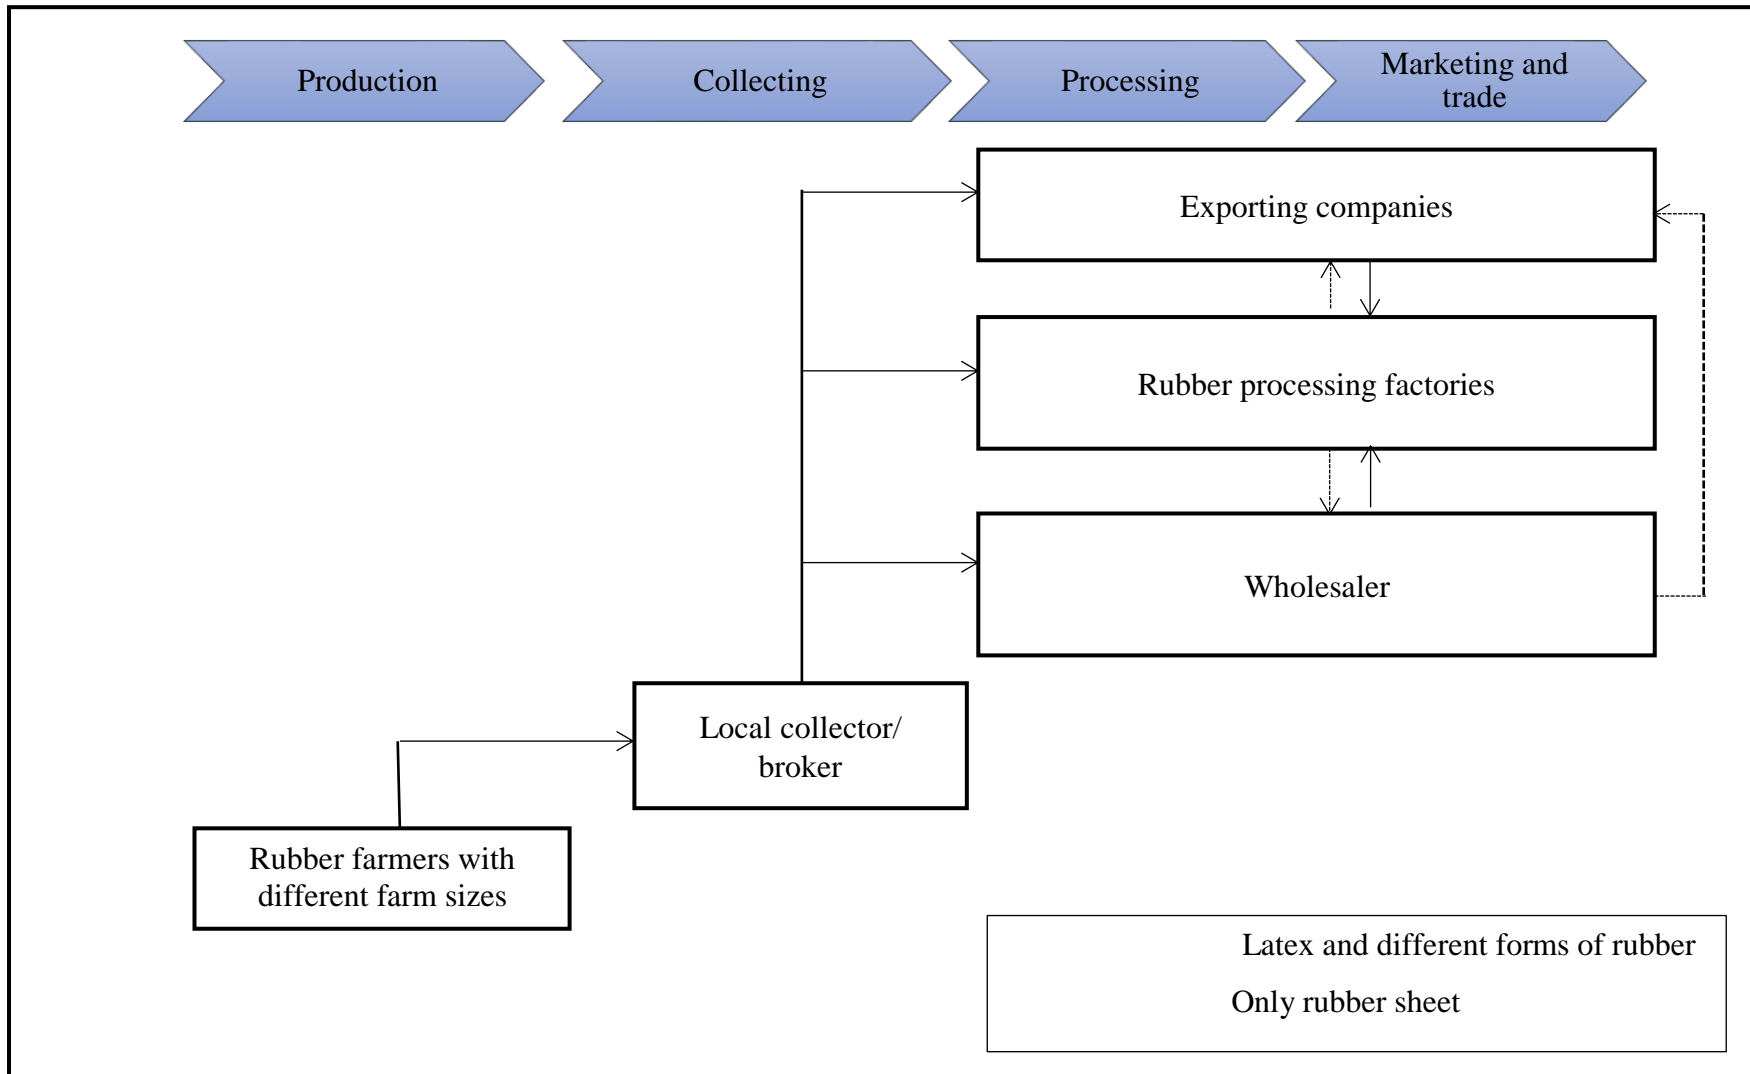 Production
Collecting
Processing
Marketing and
trade
Exporting companies
Rubber processing factories
Wholesaler
Local collector/
broker
Rubber farmers with
different farm sizes
Latex and different forms of rubber
Only rubber sheet